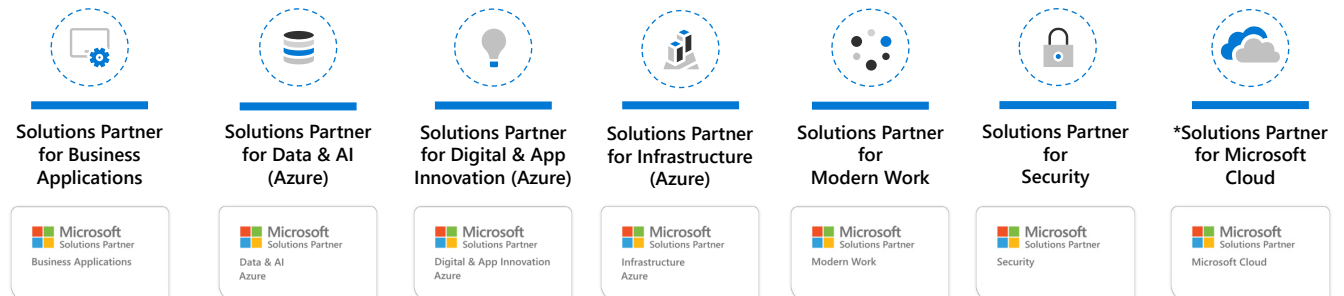 Solutions Partner
for Business
Applications
Solutions Partner
for Data & AI
(Azure)
Solutions Partner
for Digital & App
Innovation (Azure)
Solutions Partner
for Infrastructure
(Azure)
Solutions Partner
for
Modern Work
Solutions Partner
for
Security
*Solutions Partner
for Microsoft
Cloud
Microsoft
Solutions Partner
Business Applications
Microsoft
Solutions Partner
Data & AI
Azure
Microsoft
Solutions Partner
Digital & App Innovation
Azure
Microsoft
Solutions Partner
Infrastructure
Azure
Microsoft
Solutions Partner
Modern Work
Microsoft
Solutions Partner
Security
Microsoft
Solutions Partner
Microsoft Cloud